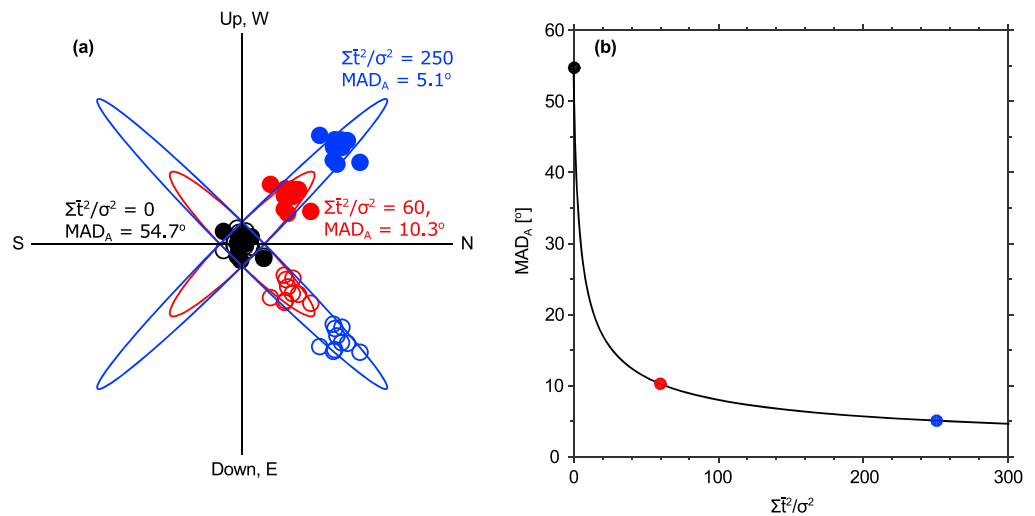 Up, W
(a)
Σt̄²/σ² = 250
MAD_A = 5.1°
Σt̄²/σ² = 0
MAD_A = 54.7°
Σt̄²/σ² = 60,
MAD_A = 10.3°
S
N
Down, E
(b)
60
50
40
30
20
10
0
MAD_A [°]
0
100
200
300
Σt̄²/σ²